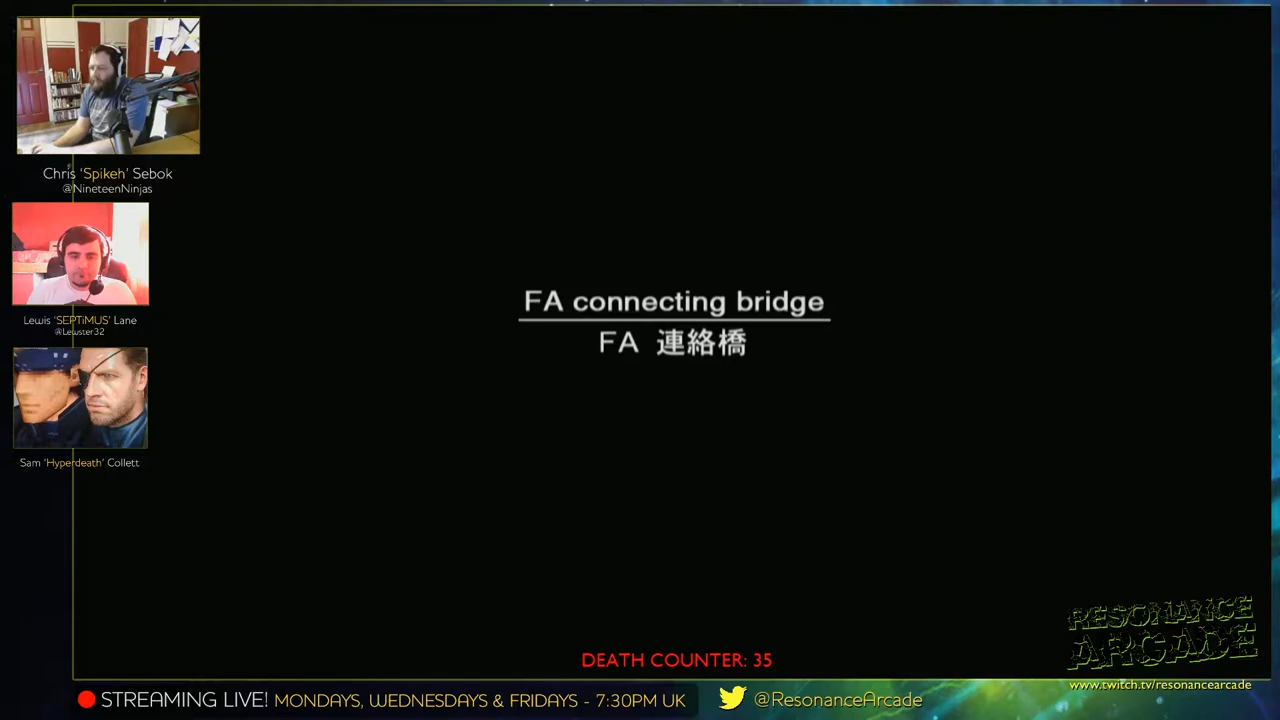 Chris 'Spikeh' Sebok
@NineteenNinjas
Lewis 'SEPTiMUS' Lane
@Lewster32
Sam 'Hyperdeath' Collett
FA connecting bridge
FA 連絡橋
DEATH COUNTER: 35
RESONANCE
ARCADE
www.twitch.tv/resonancearcade
STREAMING LIVE! MONDAYS, WEDNESDAYS & FRIDAYS - 7:30PM UK
@ResonanceArcade